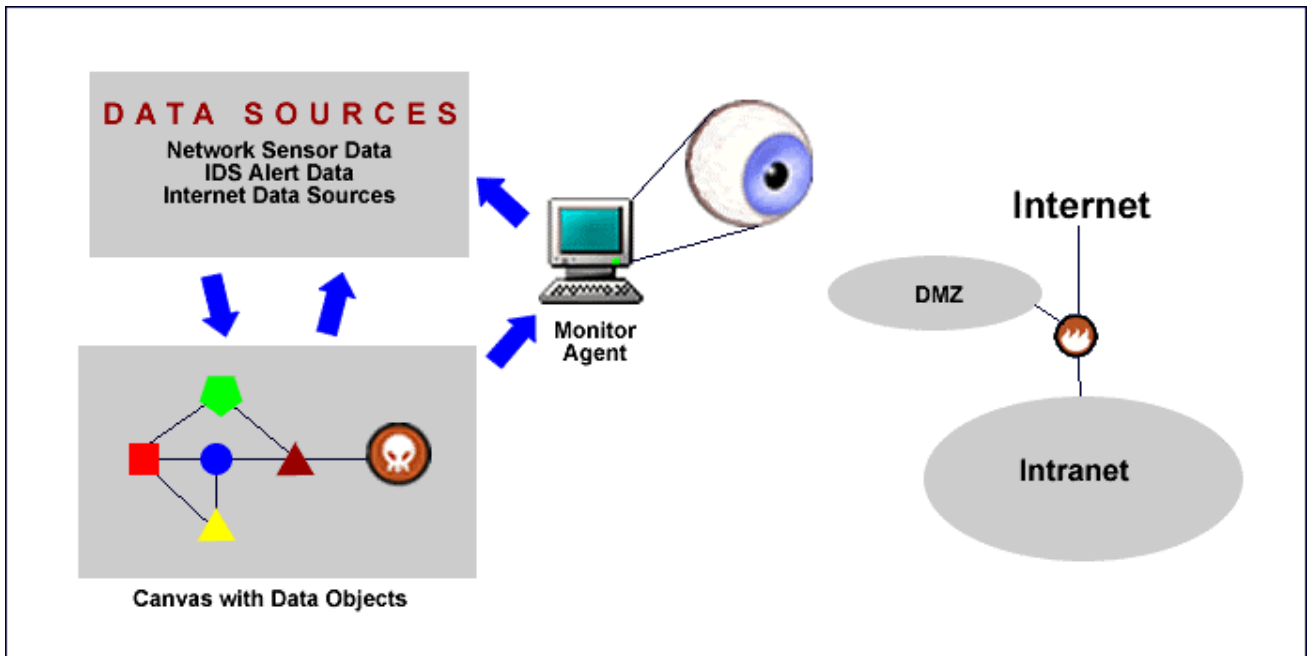 DATA SOURCES
Network Sensor Data
IDS Alert Data
Internet Data Sources
Monitor
Agent
Canvas with Data Objects
Internet
DMZ
Intranet